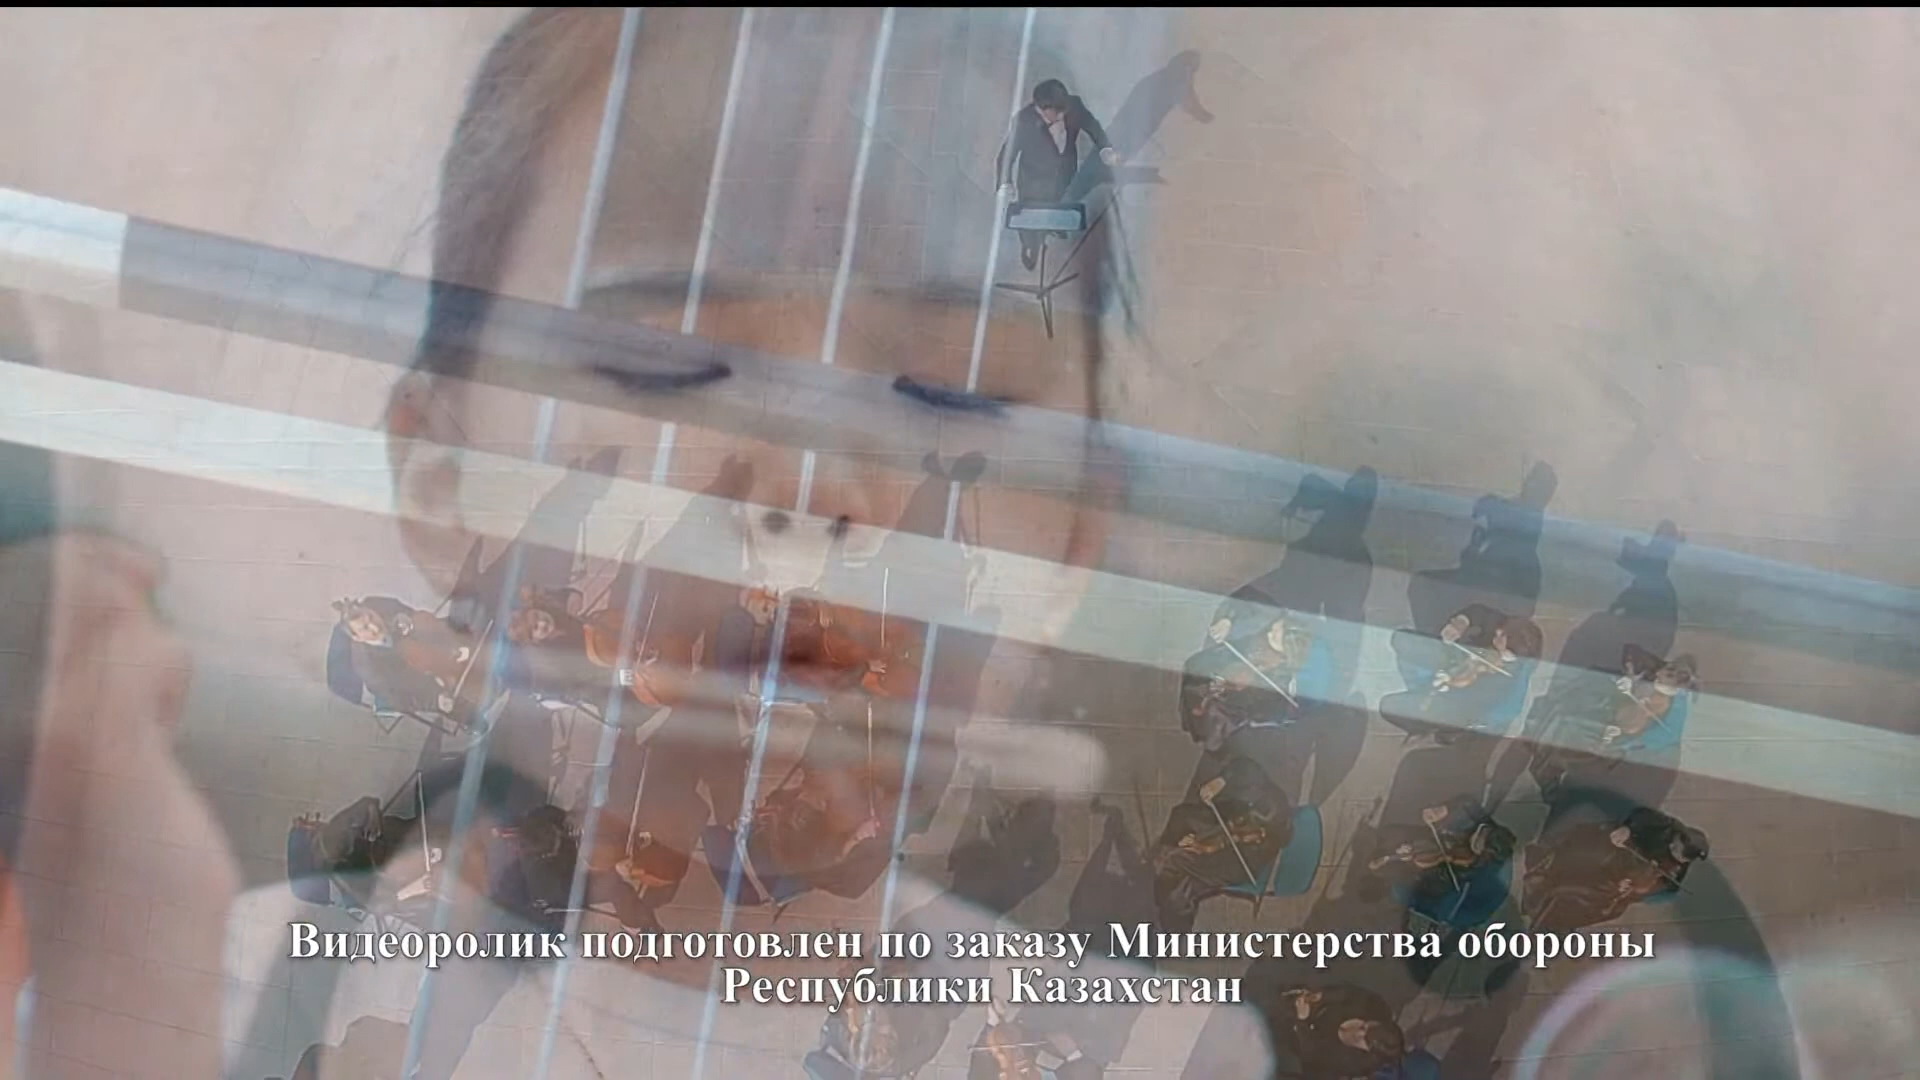 Видеоролик подготовлен по заказу Министерства обороны
Республики Казахстан